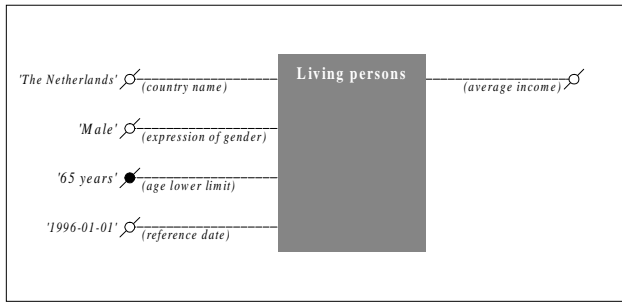 Living persons
'The Netherlands'
(country name)
(average income)
'Male'
(expression of gender)
'65 years'
(age lower limit)
'1996-01-01'
(reference date)